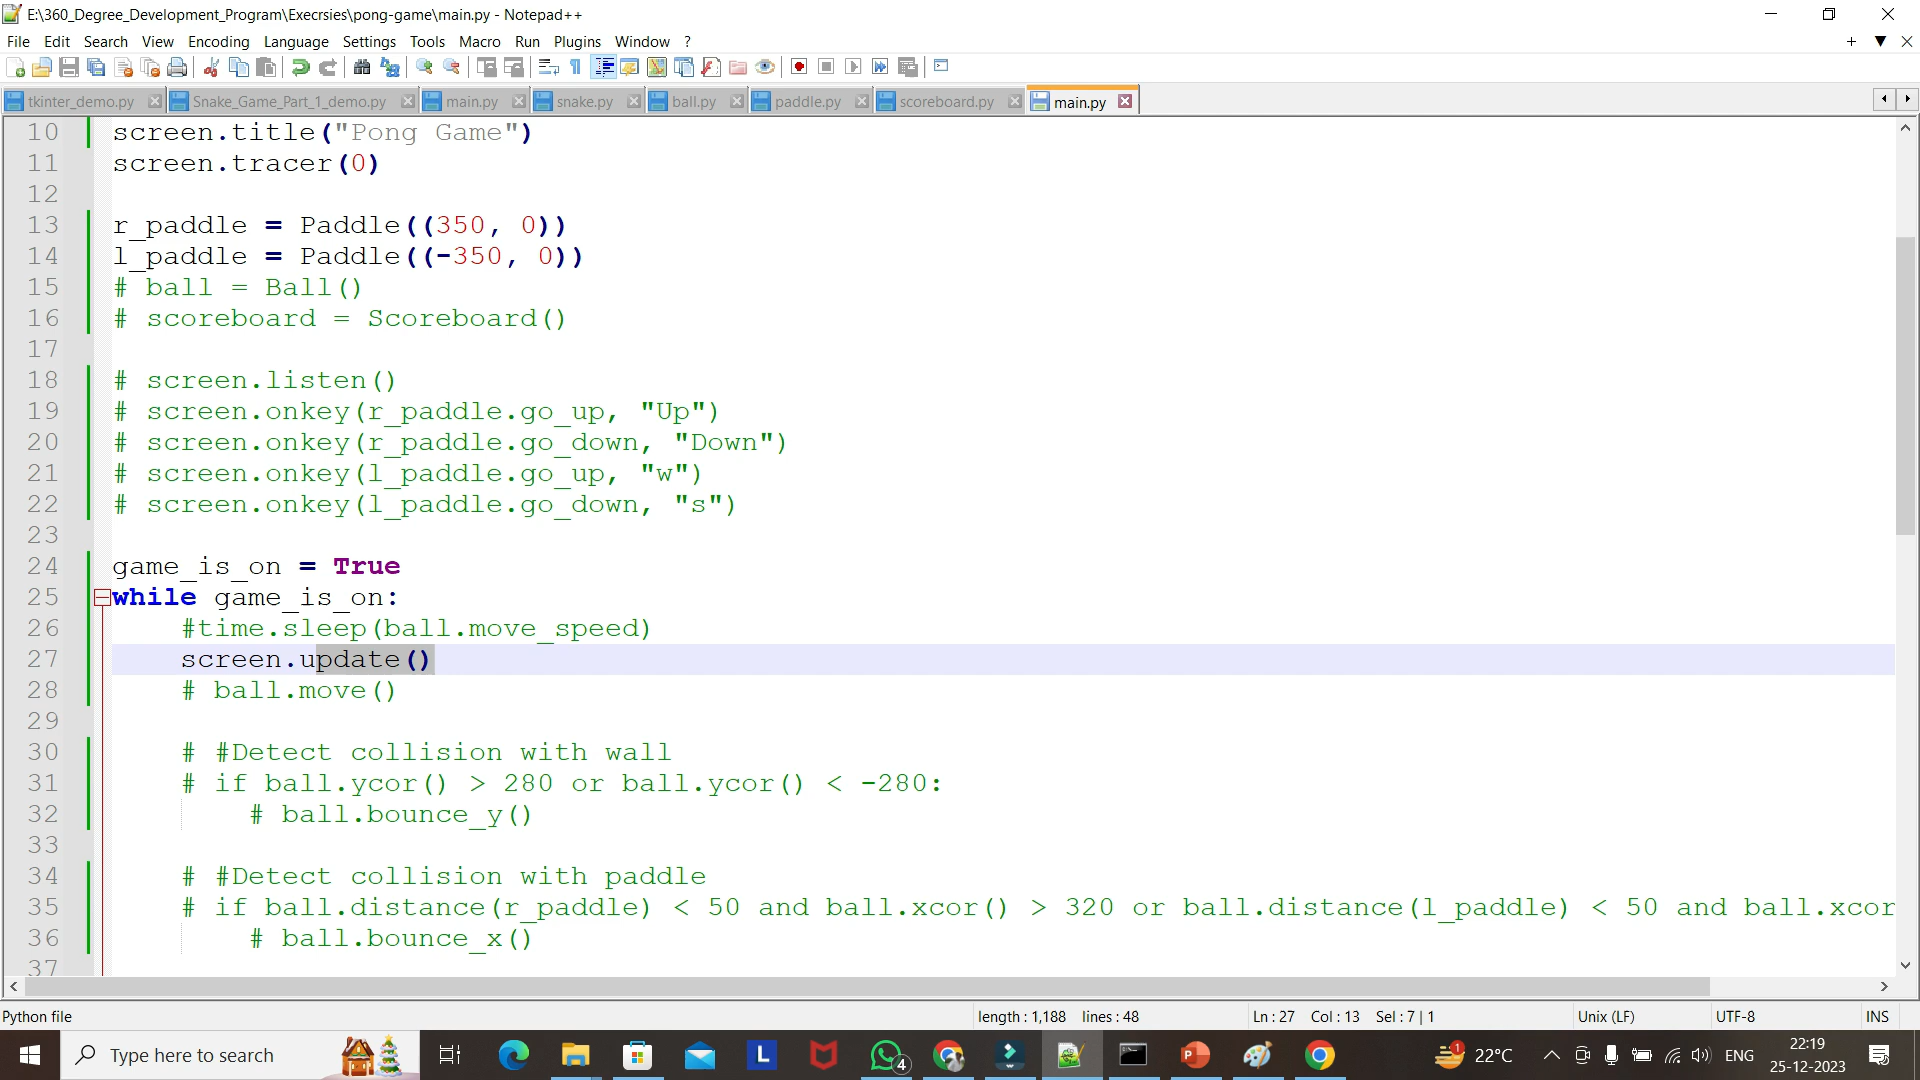 E:\360_Degree_Development_Program\Execrsies\pong-game\main.py - Notepad++
File Edit Search View Encoding Language Settings Tools Macro Run Plugins Window ?
tkinter_demo.py Snake_Game_Part_1_demo.py main.py snake.py ball.py paddle.py scoreboard.py main.py
10 screen.title("Pong Game")
11 screen.tracer(0)
12
13 r_paddle = Paddle((350, 0))
14 l_paddle = Paddle((-350, 0))
15 # ball = Ball()
16 # scoreboard = Scoreboard()
17
18 # screen.listen()
19 # screen.onkey(r_paddle.go_up, "Up")
20 # screen.onkey(r_paddle.go_down, "Down")
21 # screen.onkey(l_paddle.go_up, "w")
22 # screen.onkey(l_paddle.go_down, "s")
23
24 game_is_on = True
25 while game_is_on:
26 #time.sleep(ball.move_speed)
27 screen.update()
28 # ball.move()
29
30 # #Detect collision with wall
31 # if ball.ycor() > 280 or ball.ycor() < -280:
32 # ball.bounce_y()
33
34 # #Detect collision with paddle
35 # if ball.distance(r_paddle) < 50 and ball.xcor() > 320 or ball.distance(l_paddle) < 50 and ball.xcor
36 # ball.bounce_x()
37
Python file length : 1,188 lines : 48 Ln : 27 Col : 13 Sel : 7 | 1 Unix (LF) UTF-8 INS
Type here to search L 4 P 1 22°C ENG 22:19
25-12-2023